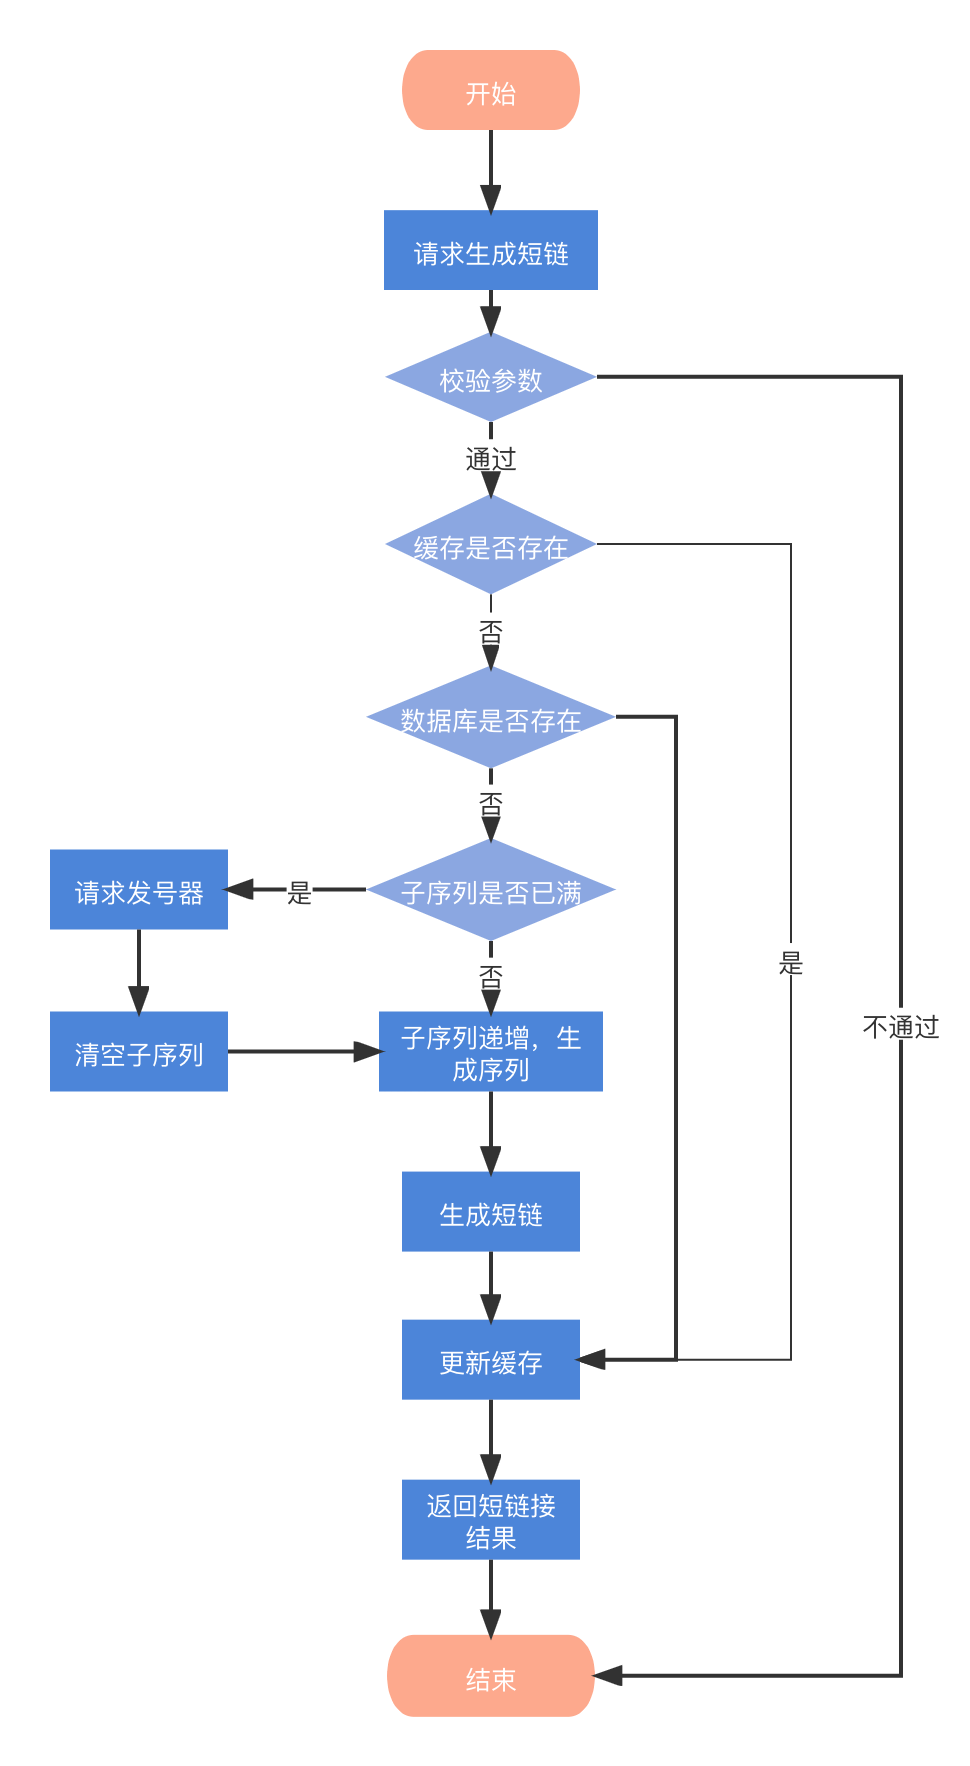 开始
请求生成短链
校验参数
通过
缓存是否存在
否
数据库是否存在
否
请求发号器
是
子序列是否已满
是
否
不通过
清空子序列
子序列递增，生
成序列
生成短链
更新缓存
返回短链接
结果
结束